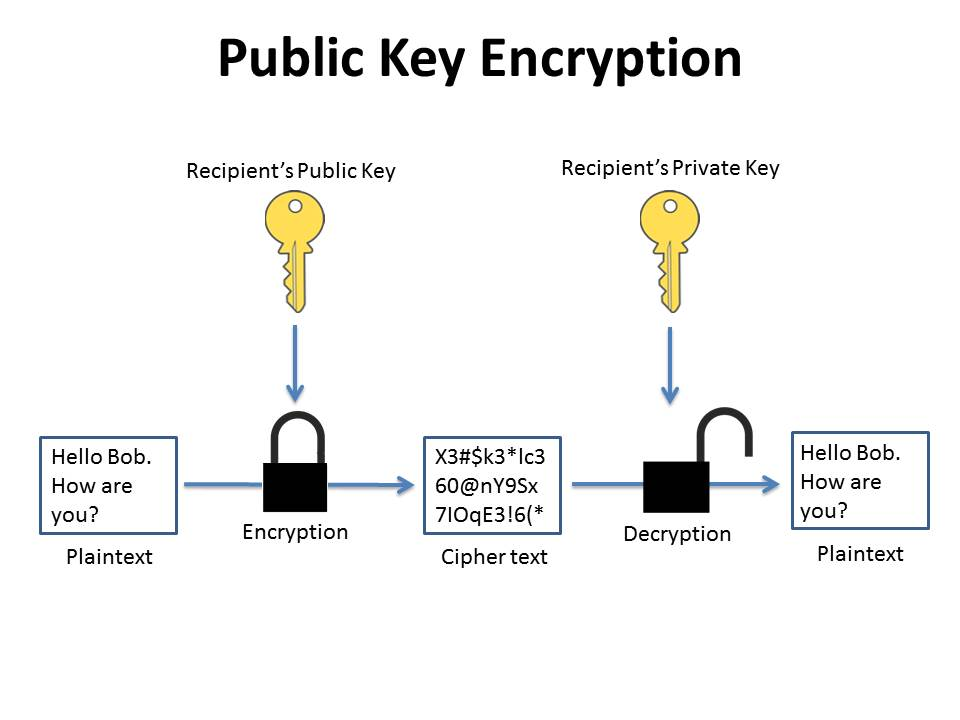 Public Key Encryption
Recipient's Public Key
Recipient's Private Key
Hello Bob.
How are
you?
Plaintext
Encryption
X3#$k3*lc3
60@nY9Sx
7IOqE3!6(*
Cipher text
Decryption
Hello Bob.
How are
you?
Plaintext